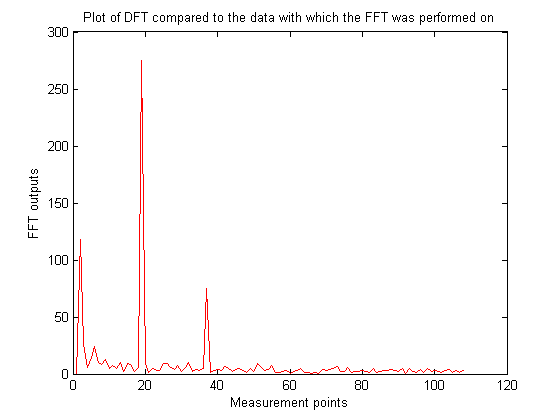 Plot of DFT compared to the data with which the FFT was performed on
300
250
200
150
100
50
0
FFT outputs
0 20 40 60 80 100 120
Measurement points